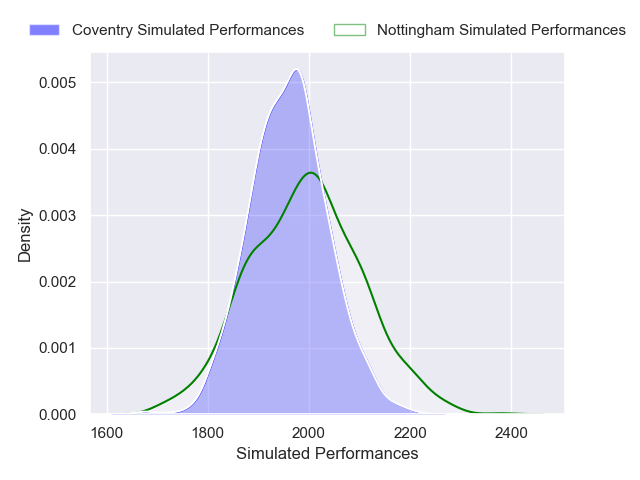 Coventry Simulated Performances Nottingham Simulated Performances
0.005
0.004
0.003
0.002
0.001
0.000
Density
1600 1800 2000 2200 2400
Simulated Performances